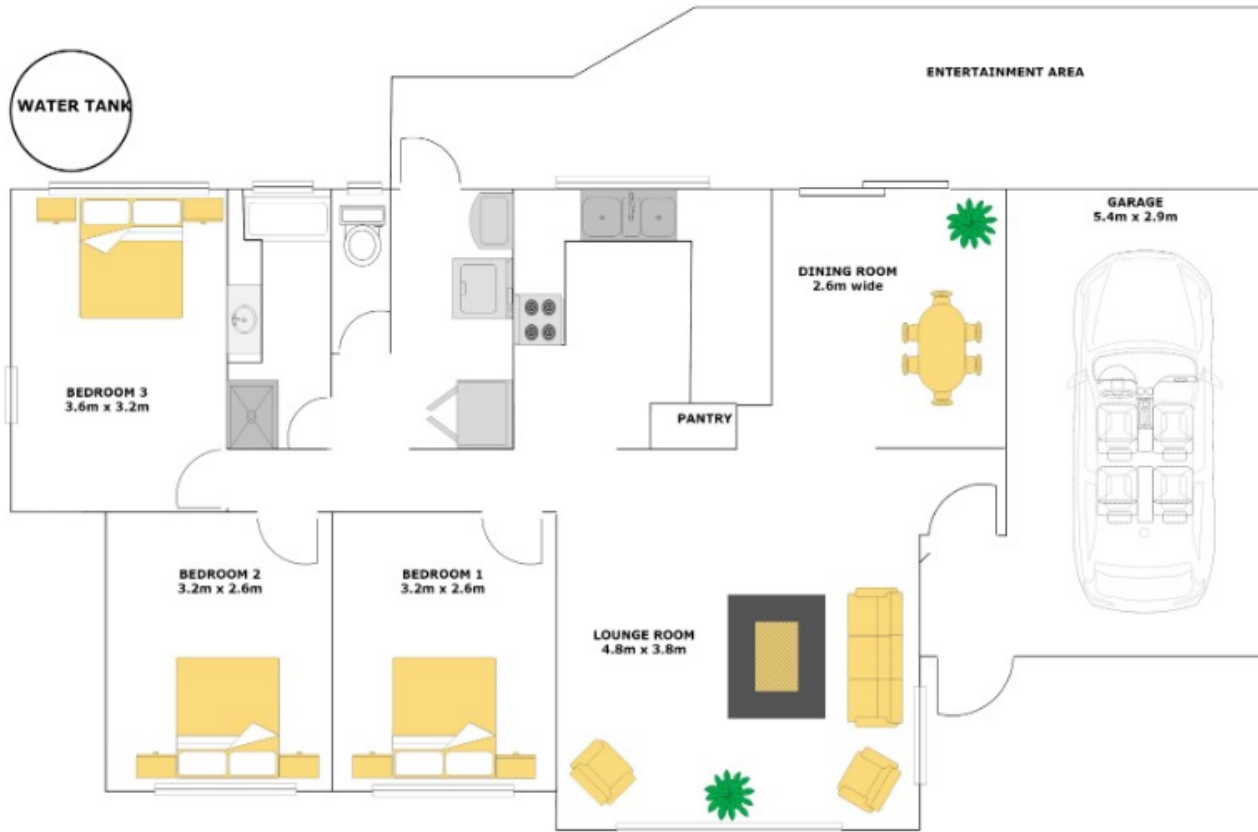 ENTERTAINMENT AREA
WATER TANK
GARAGE
5.4m x 2.9m
DINING ROOM
2.6m wide
BEDROOM 3
3.6m x 3.2m
PANTRY
BEDROOM 2
3.2m x 2.6m
BEDROOM 1
3.2m x 2.6m
LOUNGE ROOM
4.8m x 3.8m